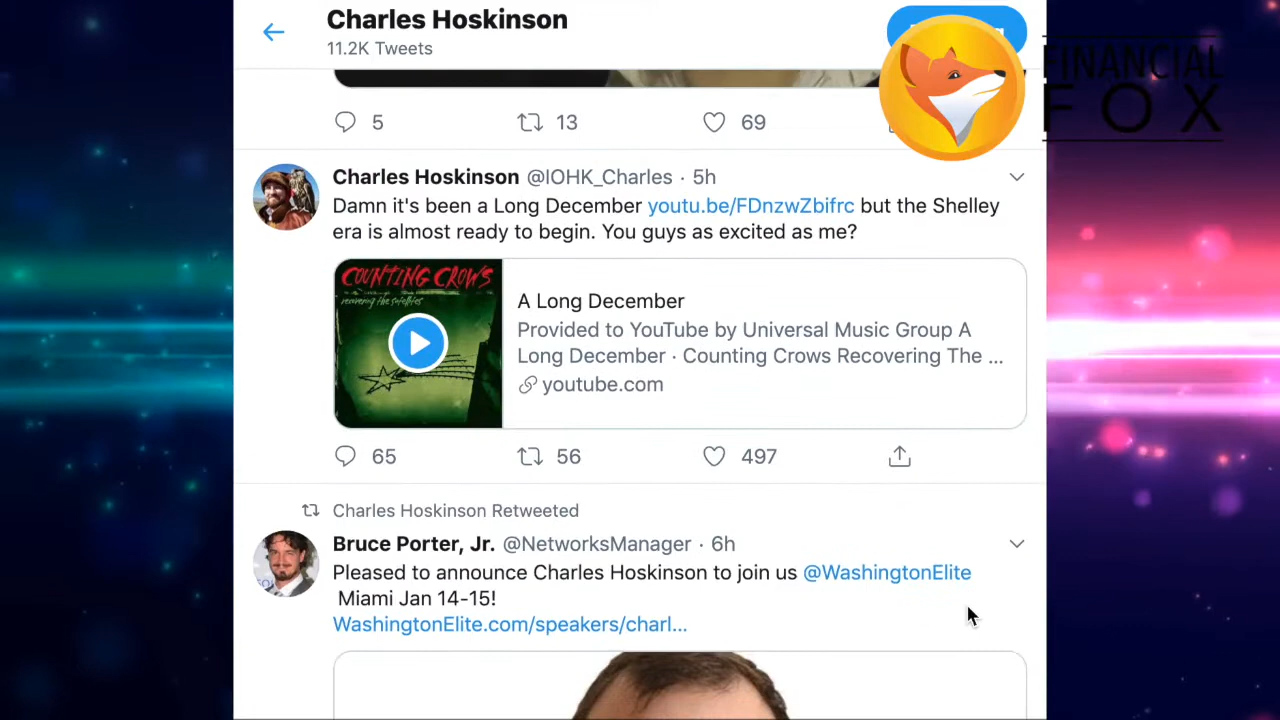 Charles Hoskinson
11.2K Tweets
FINANCIAL
FOX
5 13 69
Charles Hoskinson @IOHK_Charles · 5h
Damn it's been a Long December youtu.be/FDnzwZbifrc but the Shelley
era is almost ready to begin. You guys as excited as me?
COUNTING CROWS
recovering the satellites
A Long December
Provided to YouTube by Universal Music Group A
Long December · Counting Crows Recovering The ...
youtube.com
65 56 497
Charles Hoskinson Retweeted
Bruce Porter, Jr. @NetworksManager · 6h
Pleased to announce Charles Hoskinson to join us @WashingtonElite
Miami Jan 14-15!
WashingtonElite.com/speakers/charl...